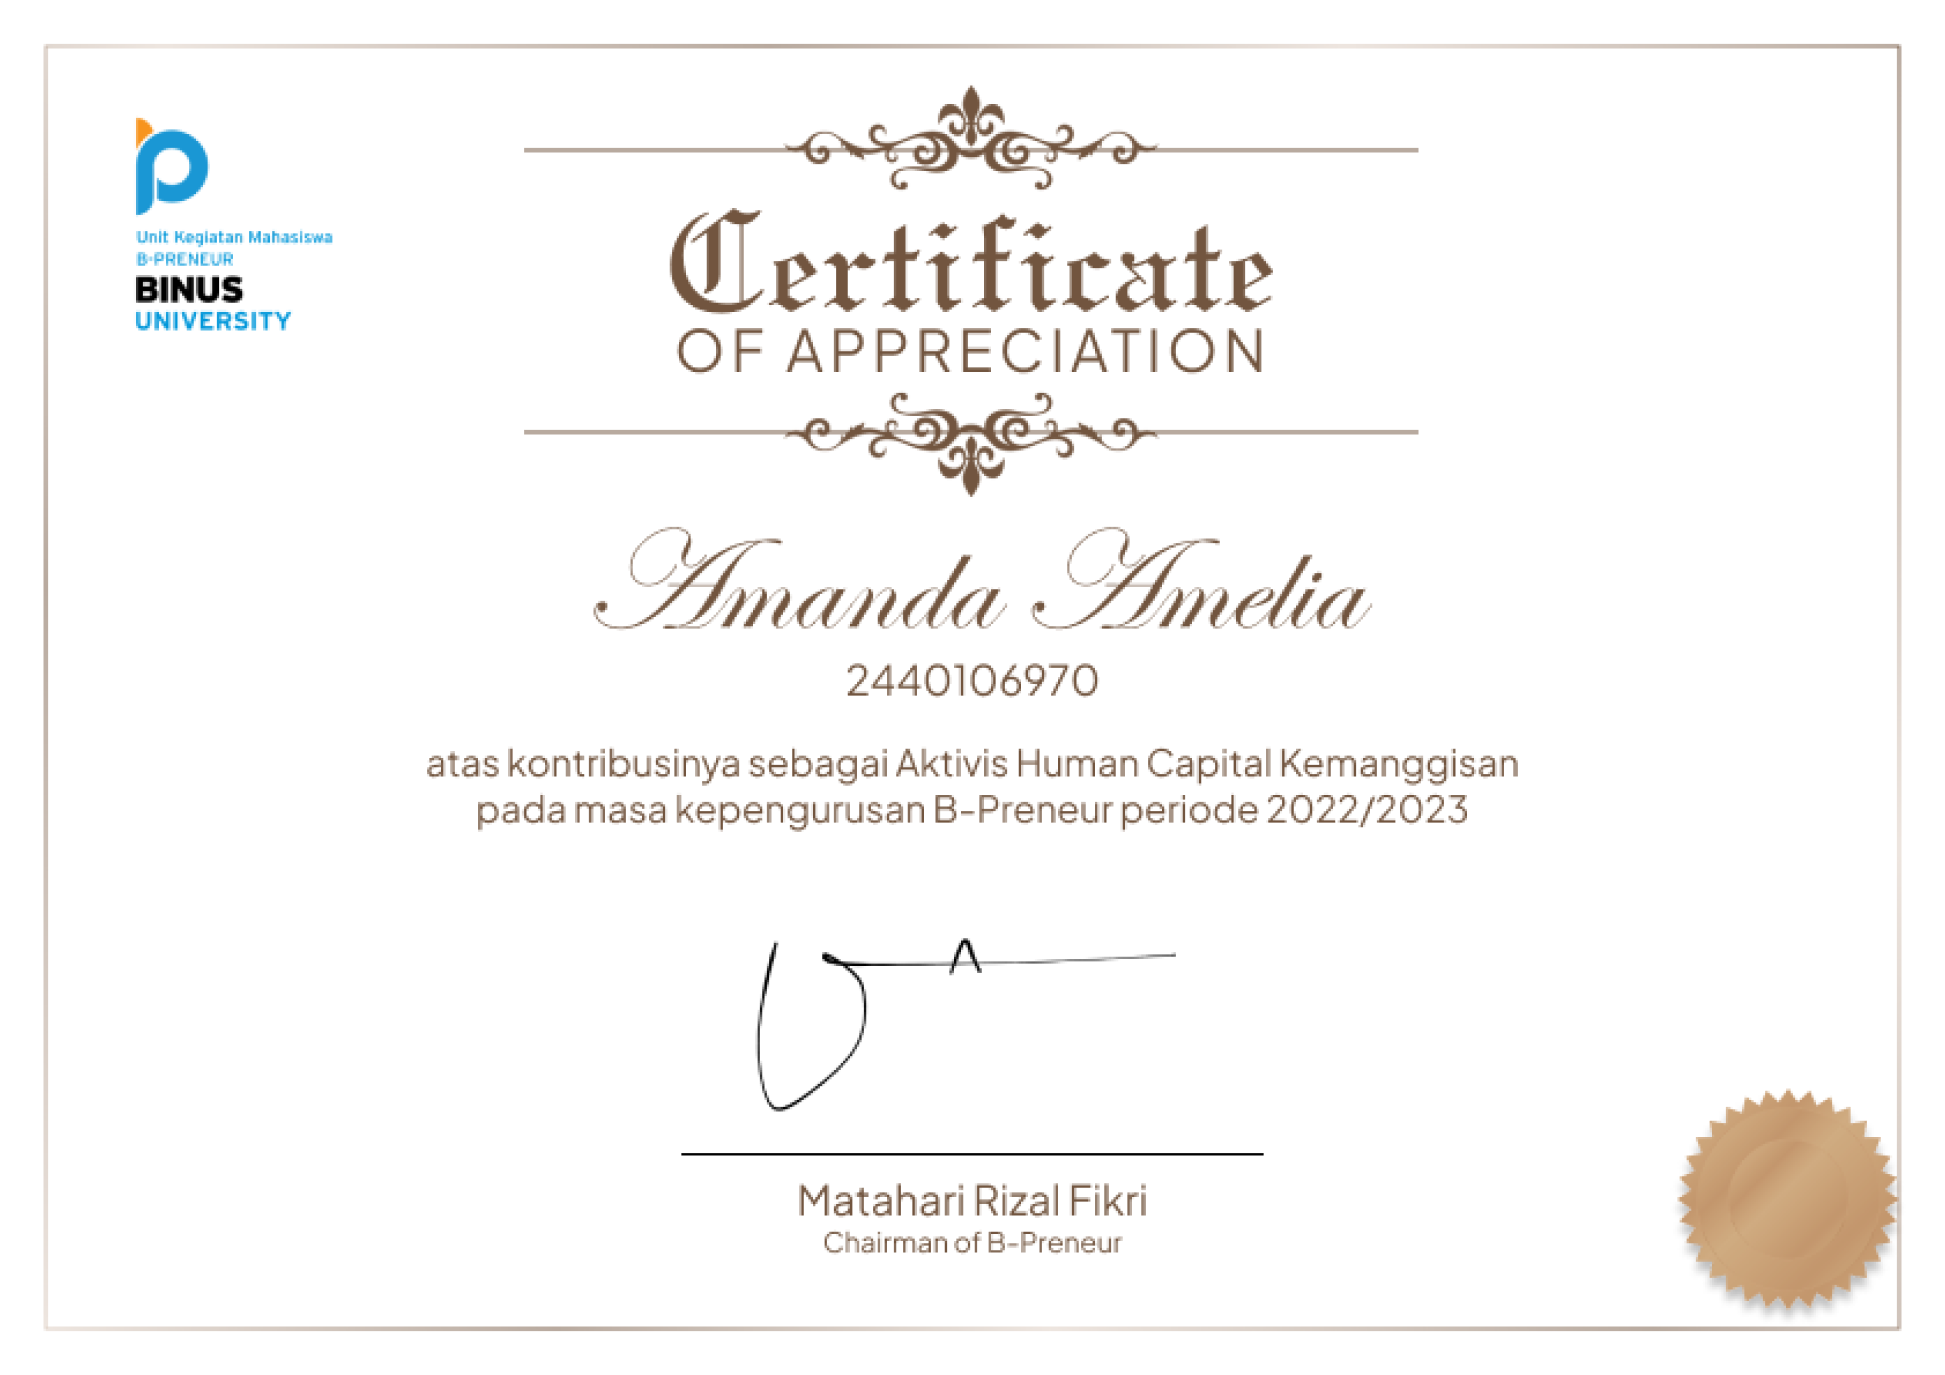 Unit Kegiatan Mahasiswa
B-PRENEUR
BINUS
UNIVERSITY
Certificate
OF APPRECIATION
Amanda Amelia
2440106970
atas kontribusinya sebagai Aktivis Human Capital Kemanggisan
pada masa kepengurusan B-Preneur periode 2022/2023
Matahari Rizal Fikri
Chairman of B-Preneur